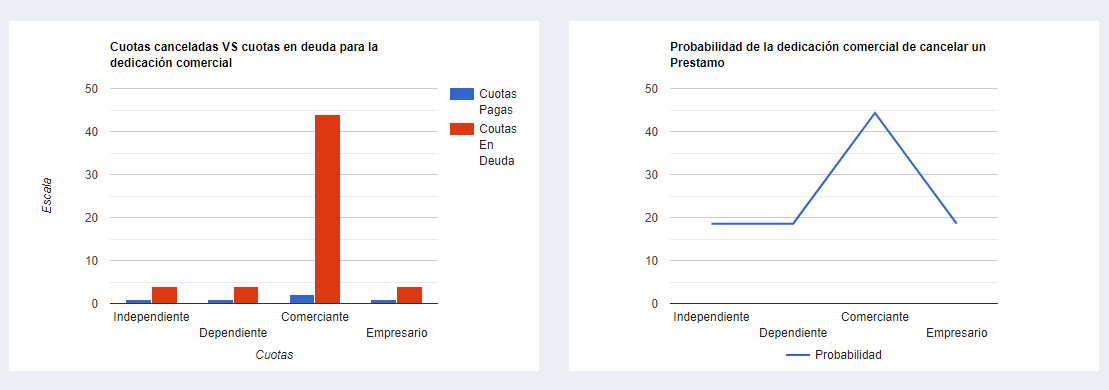 Cuotas canceladas VS cuotas en deuda para la
dedicación comercial
50
40
30
20
10
0
Escala
Independiente
Dependiente
Comerciante
Empresario
Cuotas
Cuotas
Pagas
Coutas
En
Deuda
Probabilidad de la dedicación comercial de cancelar un
Prestamo
50
40
30
20
10
0
Independiente
Dependiente
Comerciante
Empresario
Probabilidad